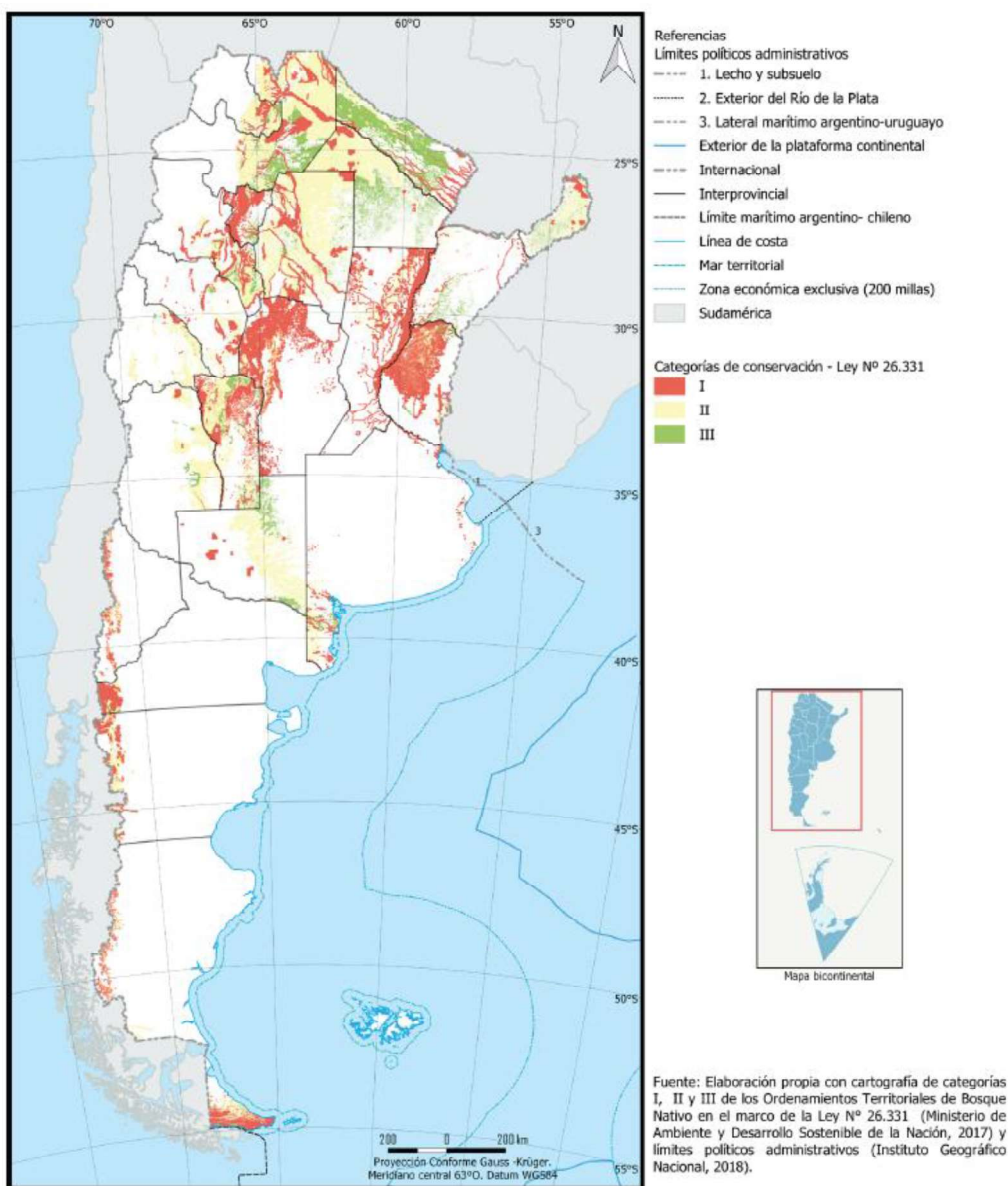 70°O
65°O
60°O
55°O
N
25°S
30°S
35°S
40°S
45°S
50°S
55°S
1
3
200 0 200 km
Proyección Conforme Gauss -Krüger.
Meridiano central 63°O. Datum WGS84
Referencias
Límites políticos administrativos
1. Lecho y subsuelo
2. Exterior del Río de la Plata
3. Lateral marítimo argentino-uruguayo
Exterior de la plataforma continental
Internacional
Interprovincial
Límite marítimo argentino- chileno
Línea de costa
Mar territorial
Zona económica exclusiva (200 millas)
Sudamérica
Categorías de conservación - Ley Nº 26.331
I
II
III
Mapa bicontinental
Fuente: Elaboración propia con cartografía de categorías
I, II y III de los Ordenamientos Territoriales de Bosque
Nativo en el marco de la Ley N° 26.331 (Ministerio de
Ambiente y Desarrollo Sostenible de la Nación, 2017) y
límites políticos administrativos (Instituto Geográfico
Nacional, 2018).